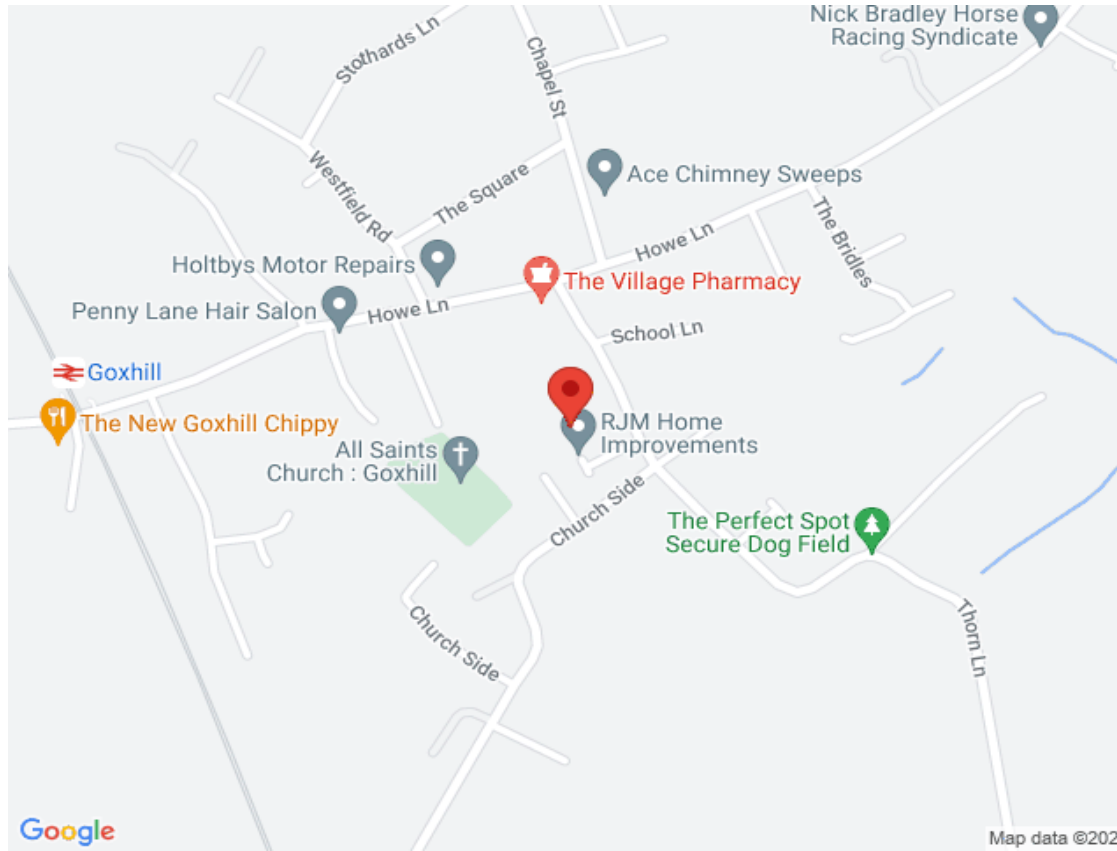 Nick Bradley Horse
Racing Syndicate
Stothards Ln
Chapel St
Ace Chimney Sweeps
Westfield Rd
The Square
The Bridles
Howe Ln
Holtbys Motor Repairs
The Village Pharmacy
Penny Lane Hair Salon
Howe Ln
School Ln
Goxhill
The New Goxhill Chippy
RJM Home
Improvements
All Saints
Church : Goxhill
Church Side
The Perfect Spot
Secure Dog Field
Church Side
Thorn Ln
Google
Map data ©202